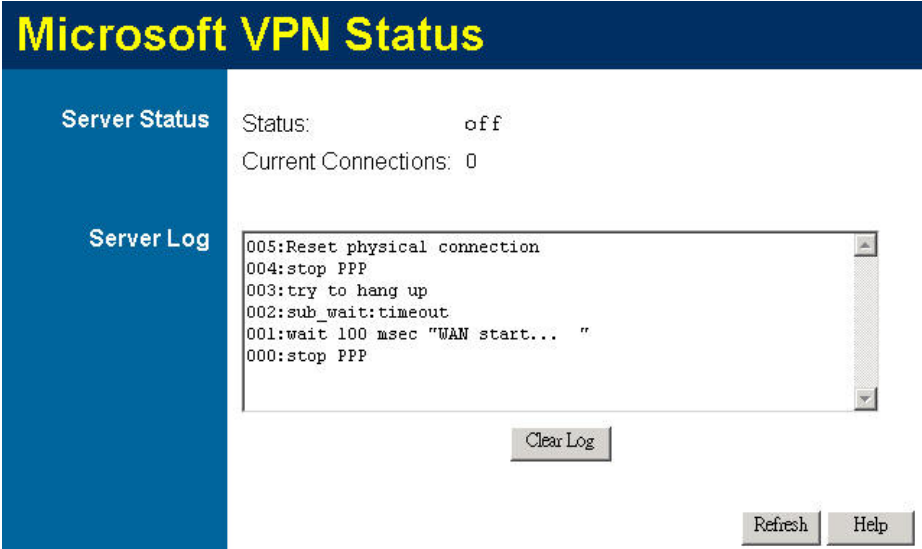 Microsoft VPN Status
Server Status
Status: off
Current Connections: 0
Server Log
005:Reset physical connection
004:stop PPP
003:try to hang up
002:sub_wait:timeout
001:wait 100 msec "WAN start...  "
000:stop PPP
Clear Log
Refresh Help